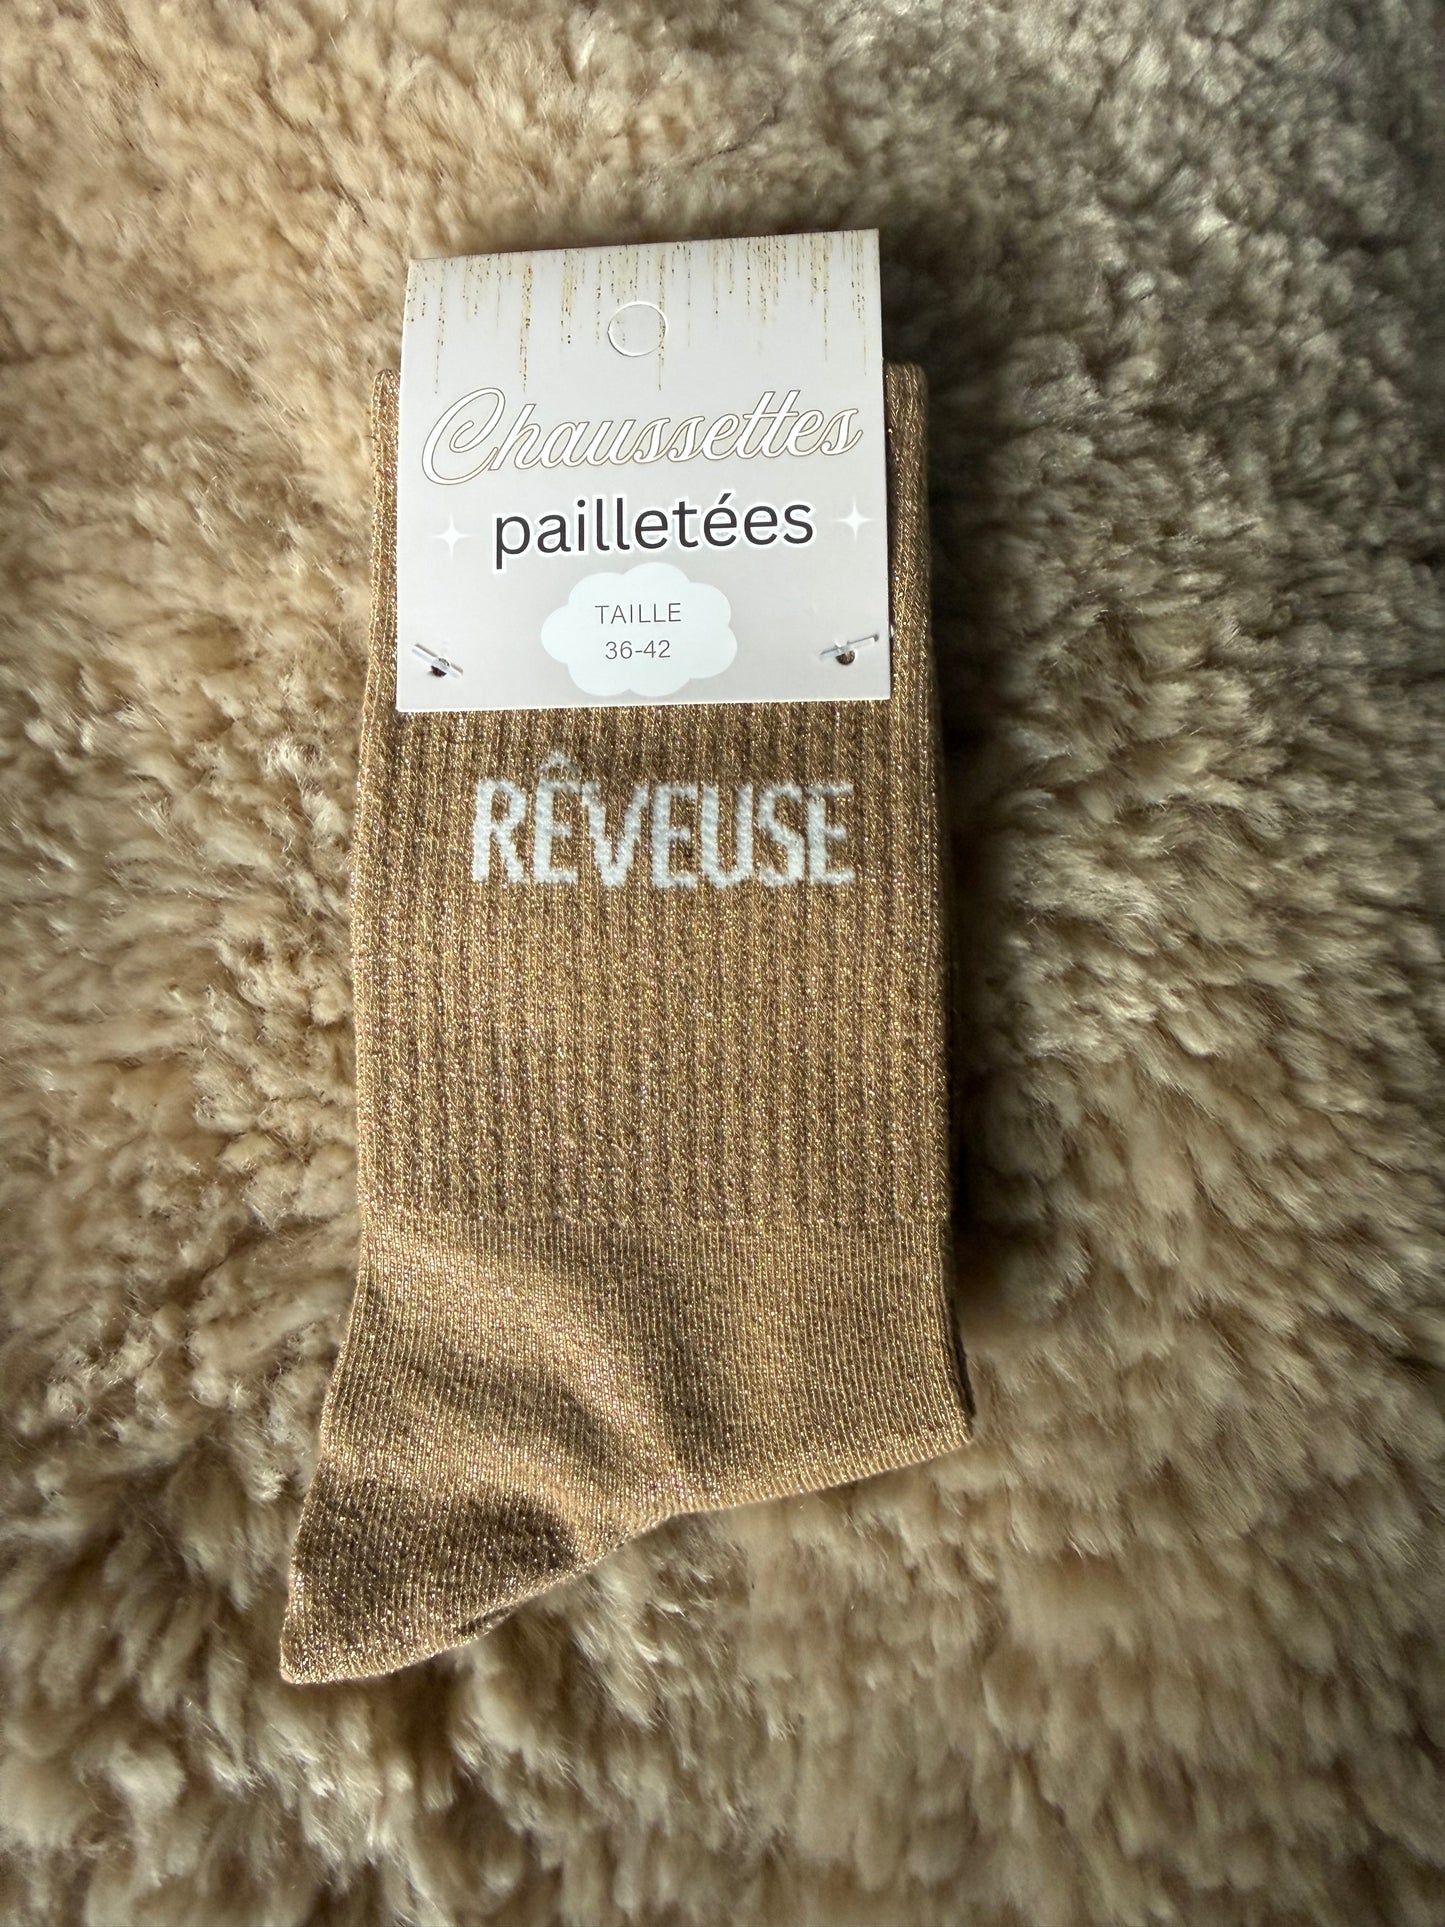 Chaussettes
pailletées
TAILLE
36-42
RÊVEUSE